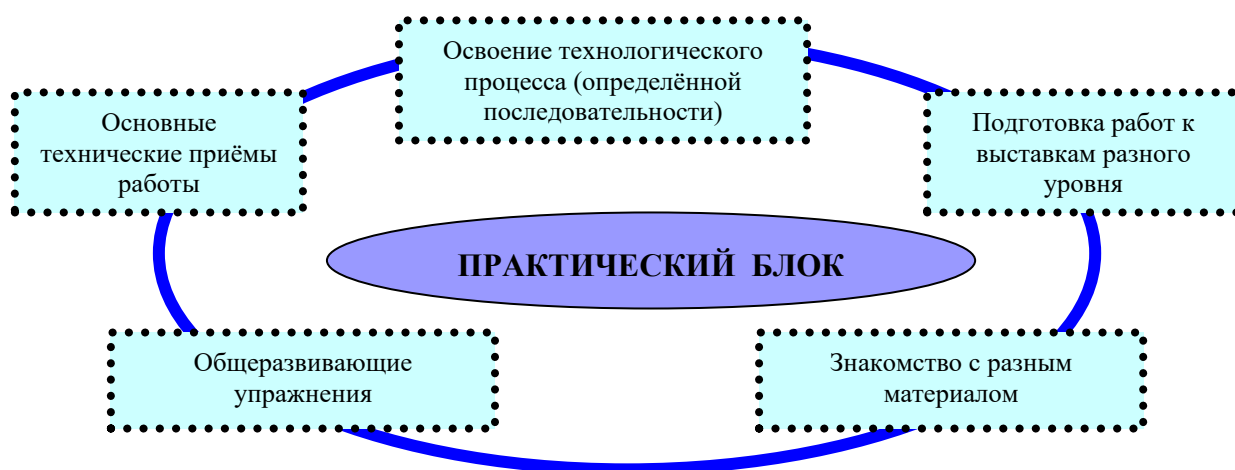 Освоение технологического
процесса (определённой
последовательности)
Основные
технические приёмы
работы
Подготовка работ к
выставкам разного
уровня
ПРАКТИЧЕСКИЙ БЛОК
Общеразвивающие
упражнения
Знакомство с разным
материалом